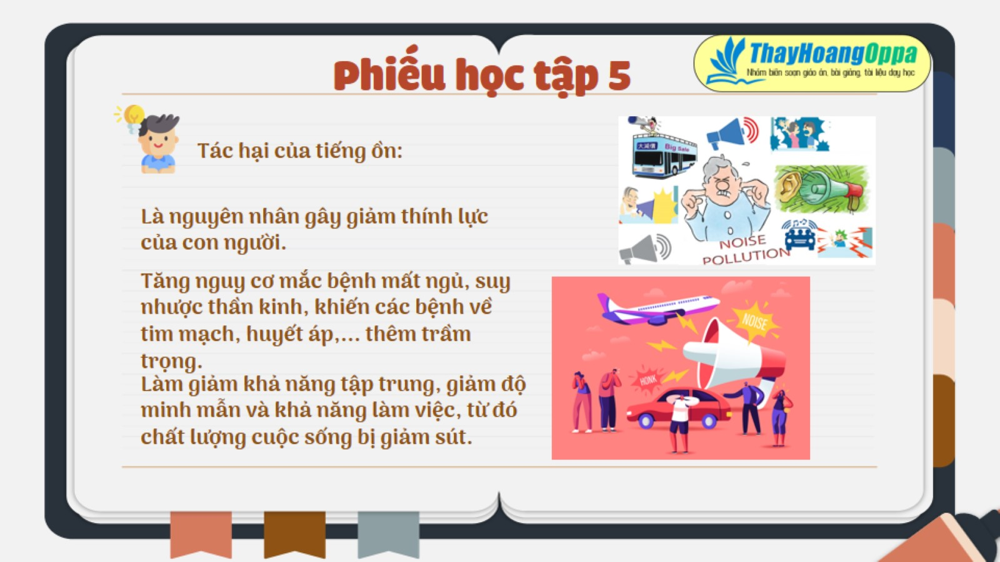 Phiếu học tập 5
ThayHoangOppa
Nhóm biên soạn giáo án, bài giảng, tài liệu dạy học
Tác hại của tiếng ồn:
Là nguyên nhân gây giảm thính lực
của con người.
Tăng nguy cơ mắc bệnh mất ngủ, suy
nhược thần kinh, khiến các bệnh về
tim mạch, huyết áp,... thêm trầm
trọng.
Làm giảm khả năng tập trung, giảm độ
minh mẫn và khả năng làm việc, từ đó
chất lượng cuộc sống bị giảm sút.
大減價 Big Sale
NOISE
POLLUTION
NOISE
HONK